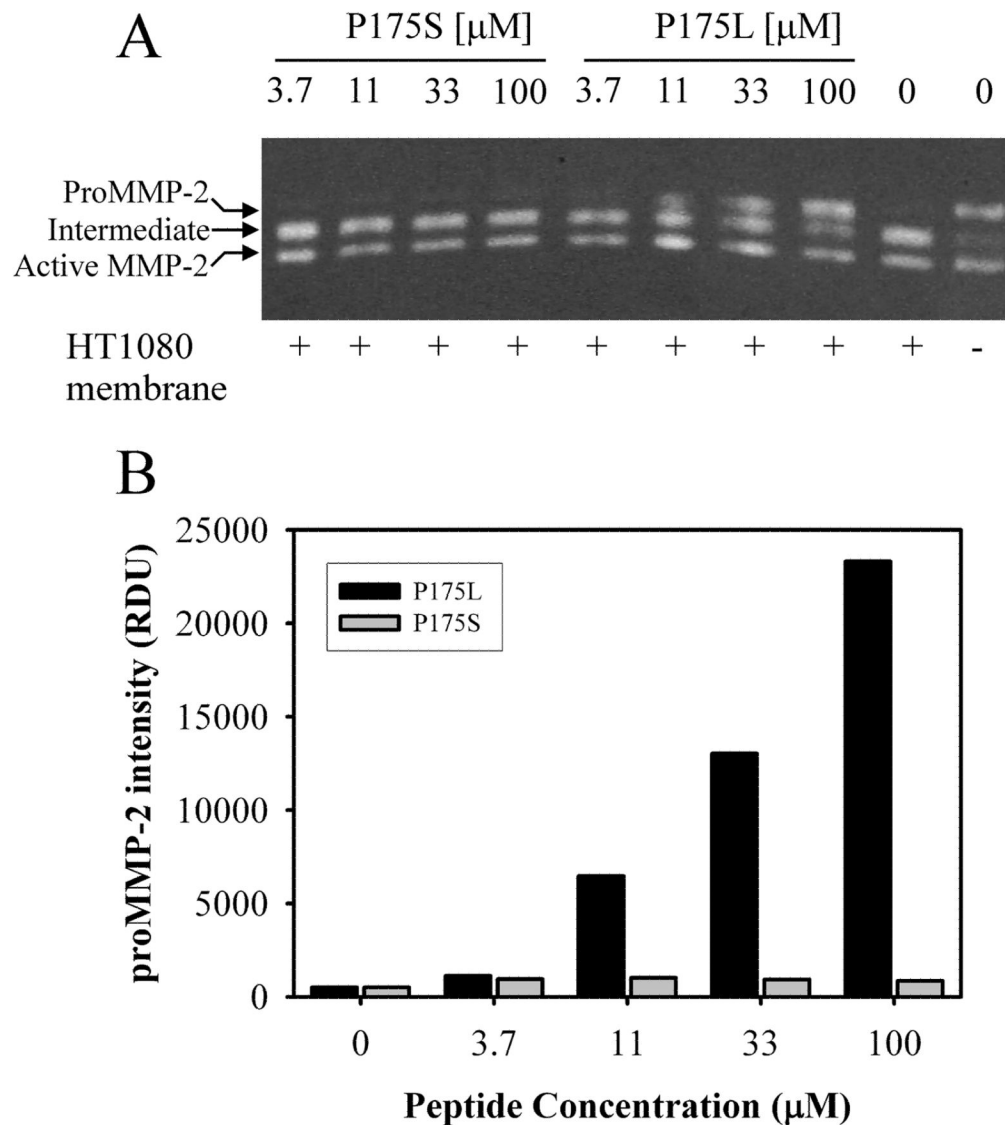 A
P175S [μM] P175L [μM]
3.7 11 33 100 3.7 11 33 100 0 0
ProMMP-2
Intermediate
Active MMP-2
HT1080 + + + + + + + + + -
membrane
B
25000
20000
15000
10000
5000
0
proMMP-2 intensity (RDU)
P175L
P175S
0 3.7 11 33 100
Peptide Concentration (μM)